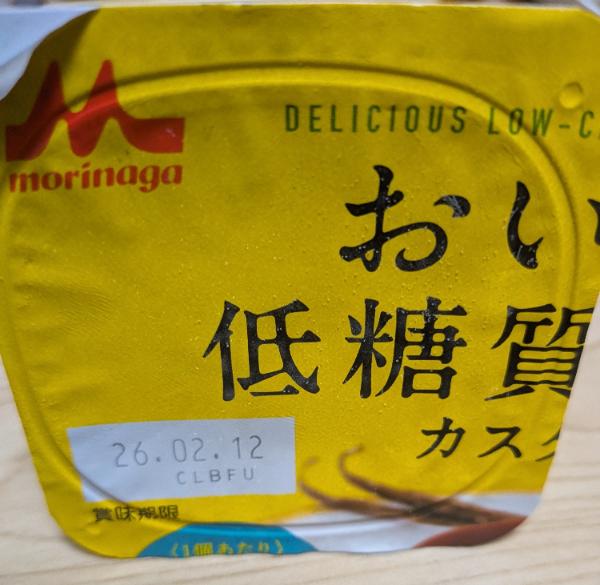 morinaga
DELICIOUS LOW-C
おい
低糖質
カスタ
26.02.12
CLBFU
賞味期限
(1個あたり)